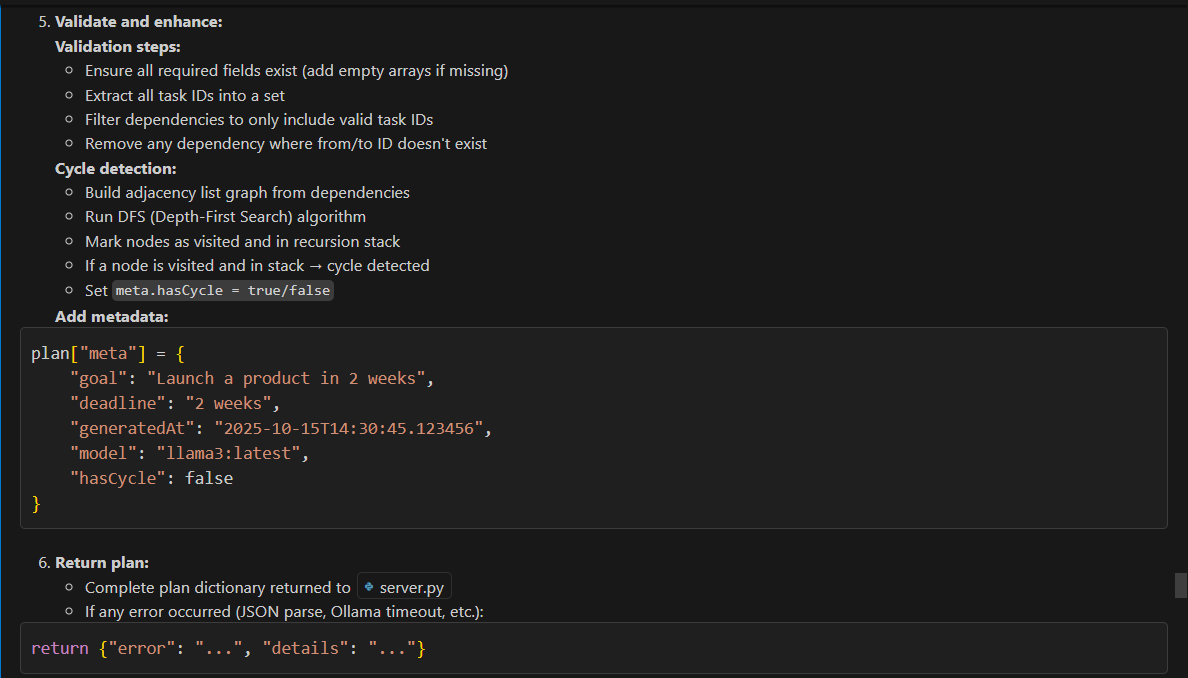 5. Validate and enhance:
Validation steps:
○ Ensure all required fields exist (add empty arrays if missing)
○ Extract all task IDs into a set
○ Filter dependencies to only include valid task IDs
○ Remove any dependency where from/to ID doesn't exist
Cycle detection:
○ Build adjacency list graph from dependencies
○ Run DFS (Depth-First Search) algorithm
○ Mark nodes as visited and in recursion stack
○ If a node is visited and in stack → cycle detected
○ Set meta.hasCycle = true/false
Add metadata:
plan["meta"] = {
    "goal": "Launch a product in 2 weeks",
    "deadline": "2 weeks",
    "generatedAt": "2025-10-15T14:30:45.123456",
    "model": "llama3:latest",
    "hasCycle": false
}
6. Return plan:
○ Complete plan dictionary returned to server.py
○ If any error occurred (JSON parse, Ollama timeout, etc.):
return {"error": "...", "details": "..."}